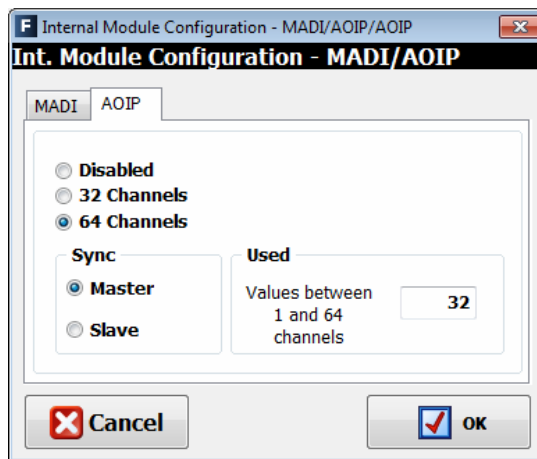 F Internal Module Configuration - MADI/AOIP/AOIP
Int. Module Configuration - MADI/AOIP
MADI AOIP
Disabled
32 Channels
64 Channels
Sync
Master
Slave
Used
Values between
1 and 64
channels
32
Cancel
OK